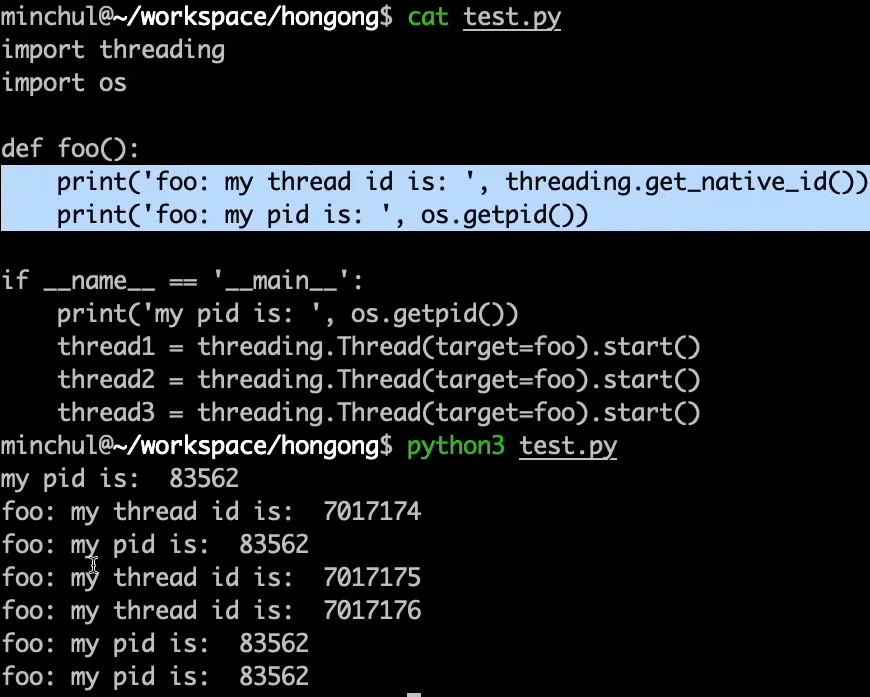 minchul@~/workspace/hongong$ cat test.py
import threading
import os

def foo():
    print('foo: my thread id is: ', threading.get_native_id())
    print('foo: my pid is: ', os.getpid())

if __name__ == '__main__':
    print('my pid is: ', os.getpid())
    thread1 = threading.Thread(target=foo).start()
    thread2 = threading.Thread(target=foo).start()
    thread3 = threading.Thread(target=foo).start()
minchul@~/workspace/hongong$ python3 test.py
my pid is:  83562
foo: my thread id is:  7017174
foo: my pid is:  83562
foo: my thread id is:  7017175
foo: my thread id is:  7017176
foo: my pid is:  83562
foo: my pid is:  83562